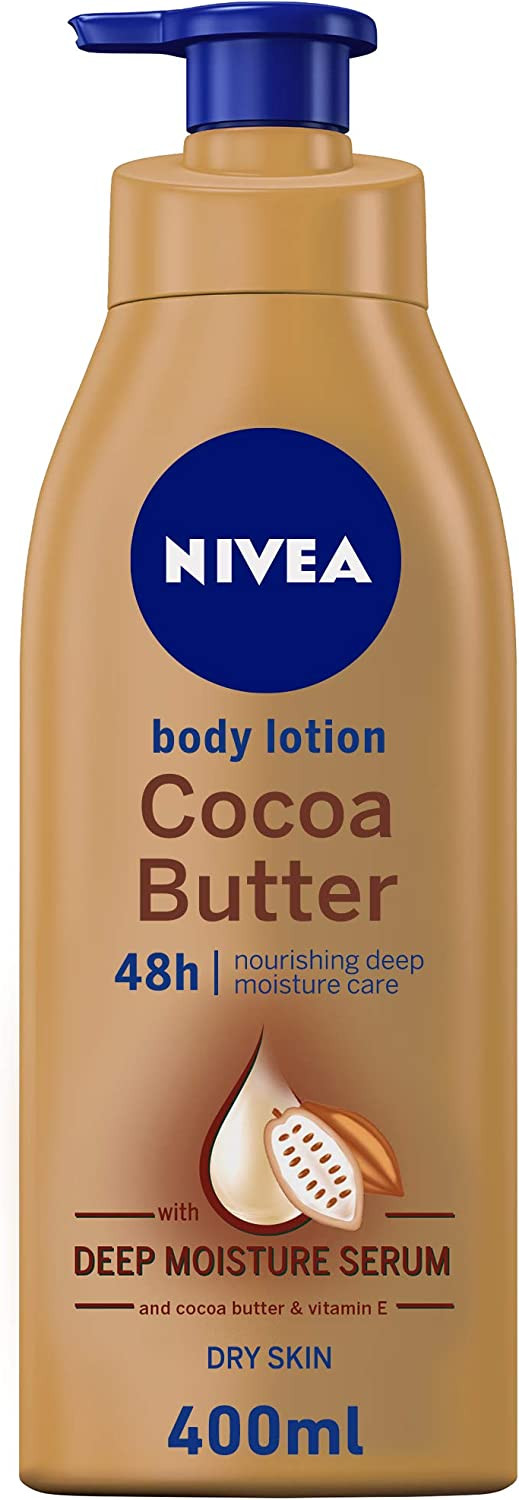 NIVEA
body lotion
Cocoa
Butter
48h | nourishing deep
moisture care
with
DEEP MOISTURE SERUM
and cocoa butter & vitamin E
DRY SKIN
400ml